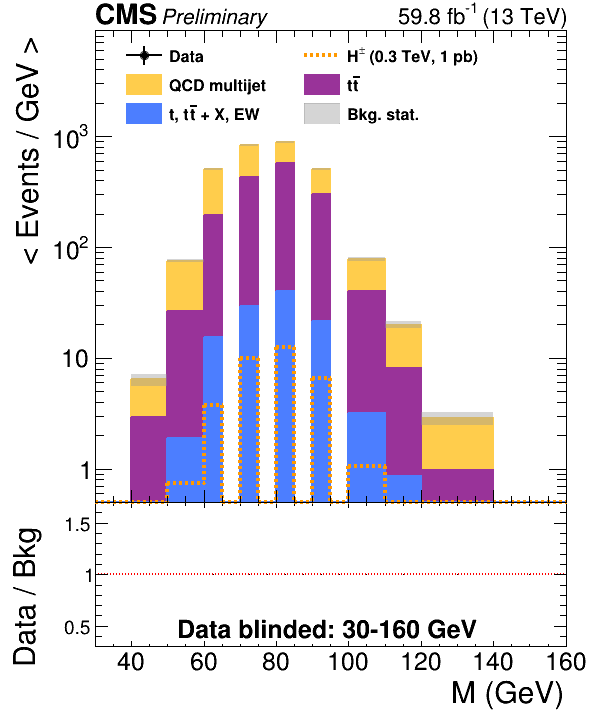 CMS Preliminary 59.8 fb⁻¹ (13 TeV)
Data
H± (0.3 TeV, 1 pb)
QCD multijet
tt̄
t, tt̄ + X, EW
Bkg. stat.
< Events / GeV >
10³
10²
10
1
Data / Bkg
1.5
1
0.5
Data blinded: 30-160 GeV
40 60 80 100 120 140 160
M (GeV)